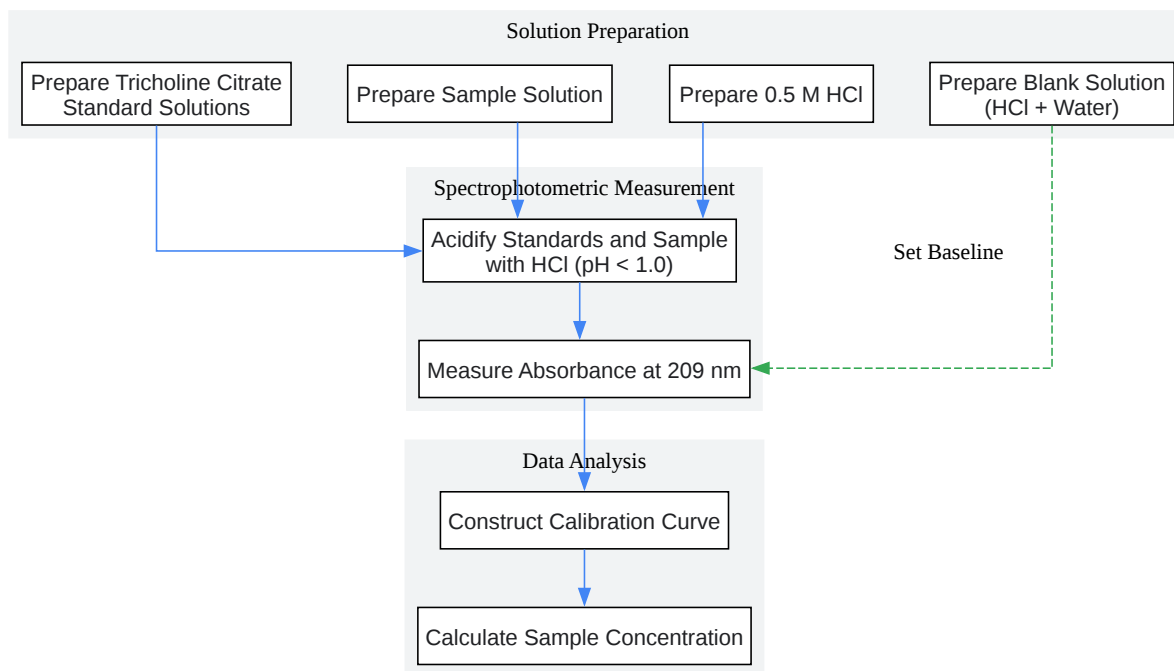 Solution Preparation
Prepare Tricholine Citrate
Standard Solutions
Prepare Sample Solution
Prepare 0.5 M HCl
Prepare Blank Solution
(HCl + Water)
Spectrophotometric Measurement
Acidify Standards and Sample
with HCl (pH < 1.0)
Set Baseline
Measure Absorbance at 209 nm
Data Analysis
Construct Calibration Curve
Calculate Sample Concentration